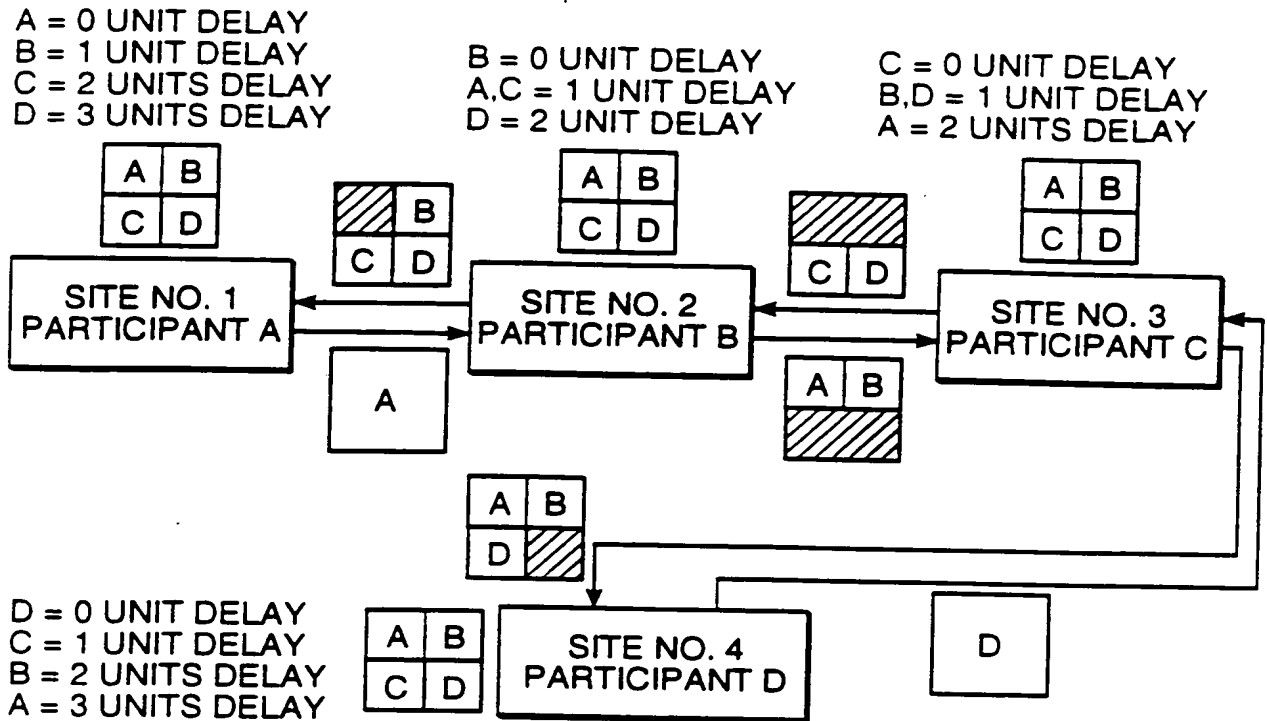 A = 0 UNIT DELAY
B = 1 UNIT DELAY
C = 2 UNITS DELAY
D = 3 UNITS DELAY
B = 0 UNIT DELAY
A,C = 1 UNIT DELAY
D = 2 UNIT DELAY
C = 0 UNIT DELAY
B,D = 1 UNIT DELAY
A = 2 UNITS DELAY
A B
C D
B
C D
A B
C D
C D
A B
C D
SITE NO. 1
PARTICIPANT A
SITE NO. 2
PARTICIPANT B
SITE NO. 3
PARTICIPANT C
A
A B
A B
D
D = 0 UNIT DELAY
C = 1 UNIT DELAY
B = 2 UNITS DELAY
A = 3 UNITS DELAY
A B
C D
SITE NO. 4
PARTICIPANT D
D